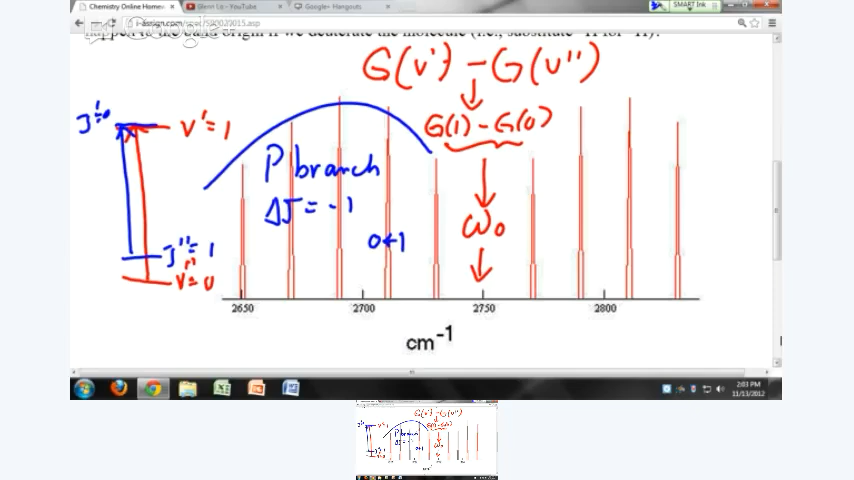 Chemistry Online Homew
Glenn Lo - YouTube
Google+ Hangouts
SMART Ink
happen to the band origin if we deuterate the molecule (i.e., substitute ²H for ¹H)?
G(v') - G(v'')
G(1) - G(0)
J'=0
v'=1
P branch
ΔJ = -1
0←1
ω₀
J''=1
v''=0
2650 2700 2750 2800
cm⁻¹
2:03 PM
11/13/2012